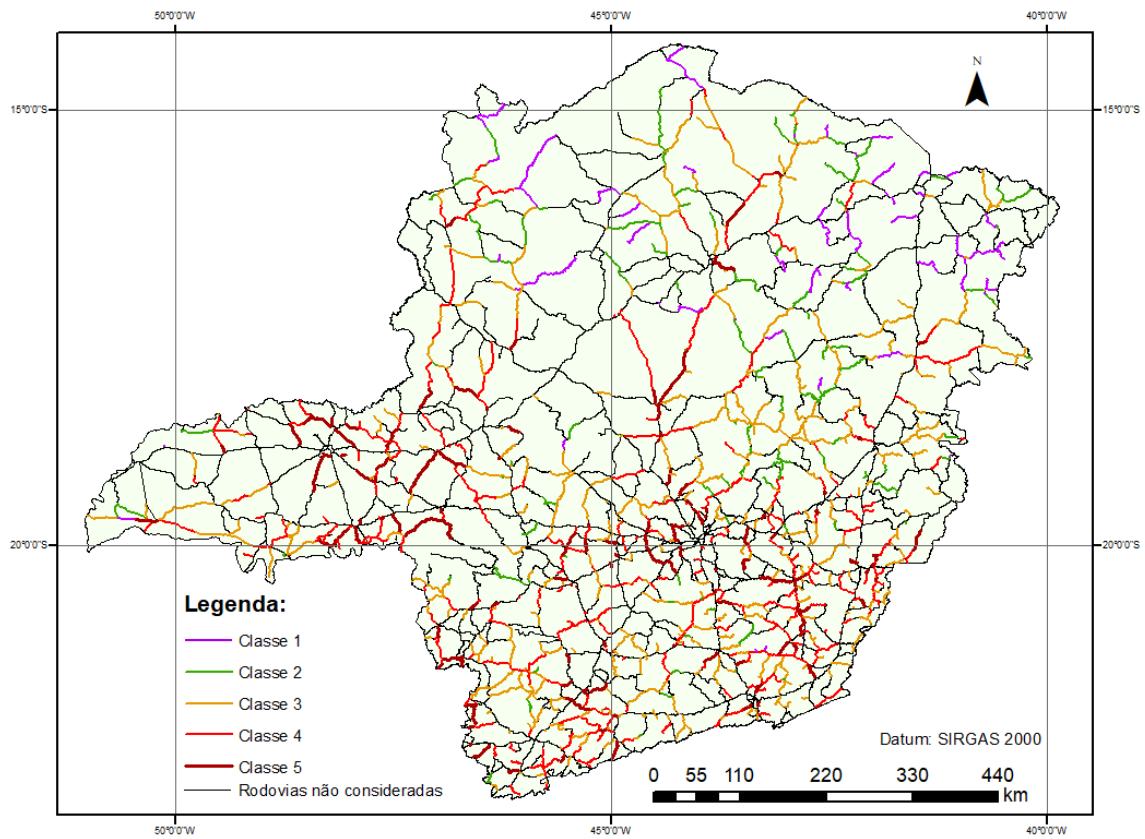 50°0'0"W 45°0'0"W 40°0'0"W
N
15°0'0"S 15°0'0"S
20°0'0"S 20°0'0"S
Legenda:
Classe 1
Classe 2
Classe 3
Classe 4
Classe 5
Rodovias não consideradas
Datum: SIRGAS 2000
0 55 110 220 330 440
km
50°0'0"W 45°0'0"W 40°0'0"W